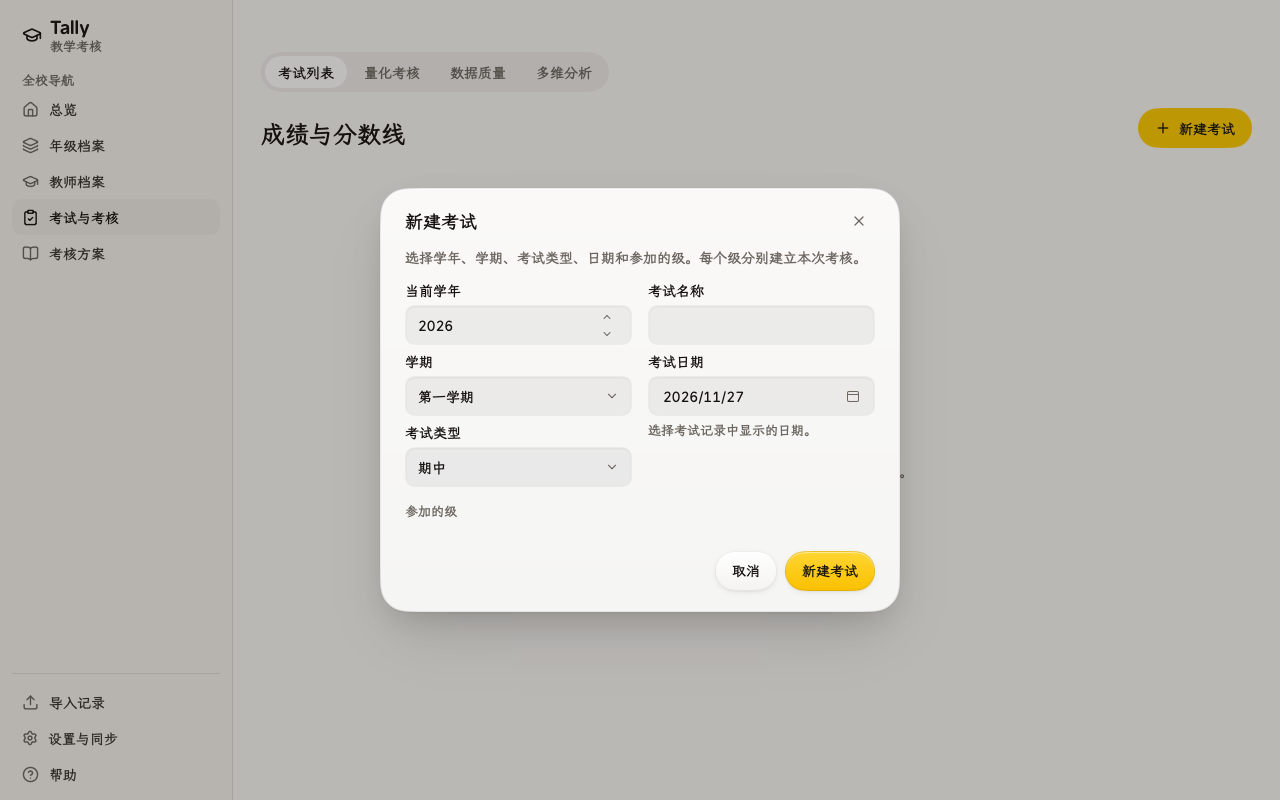 Tally
教学考核
全校导航
总览
年级档案
教师档案
考试与考核
考核方案
导入记录
设置与同步
帮助
考试列表
量化考核
数据质量
多维分析
成绩与分数线
新建考试
新建考试
选择学年、学期、考试类型、日期和参加的级。每个级分别建立本次考核。
当前学年
考试名称
2026
学期
考试日期
第一学期
2026/11/27
考试类型
选择考试记录中显示的日期。
期中
。
参加的级
取消
新建考试